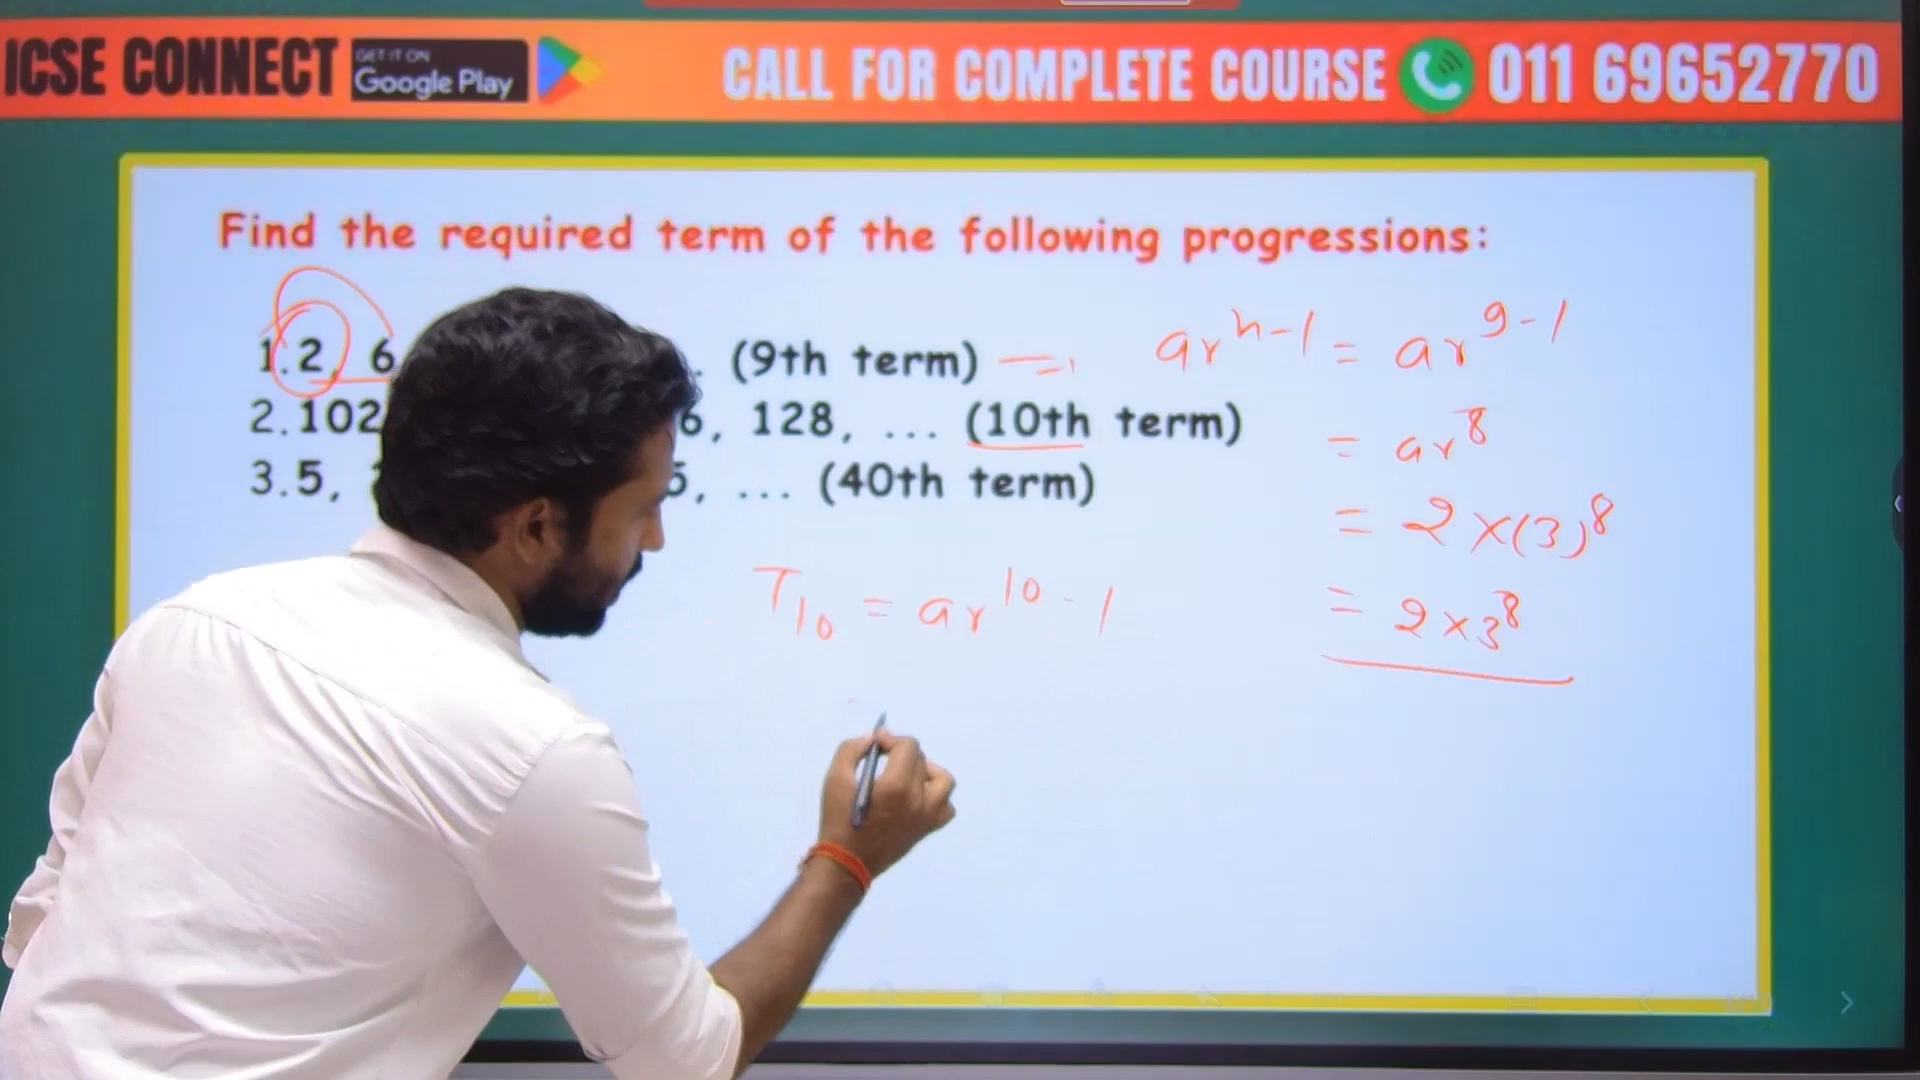 ICSE CONNECT GET IT ON Google Play CALL FOR COMPLETE COURSE 011 69652770
Find the required term of the following progressions:
1. 2, 6 . (9th term) ⟹ ar^{n-1} = ar^{9-1}
2. 102 6, 128, ... (10th term)
= ar^8
3. 5, 5, ... (40th term)
= 2 × (3)^8
T_{10} = ar^{10-1}
= 2 × 3^8